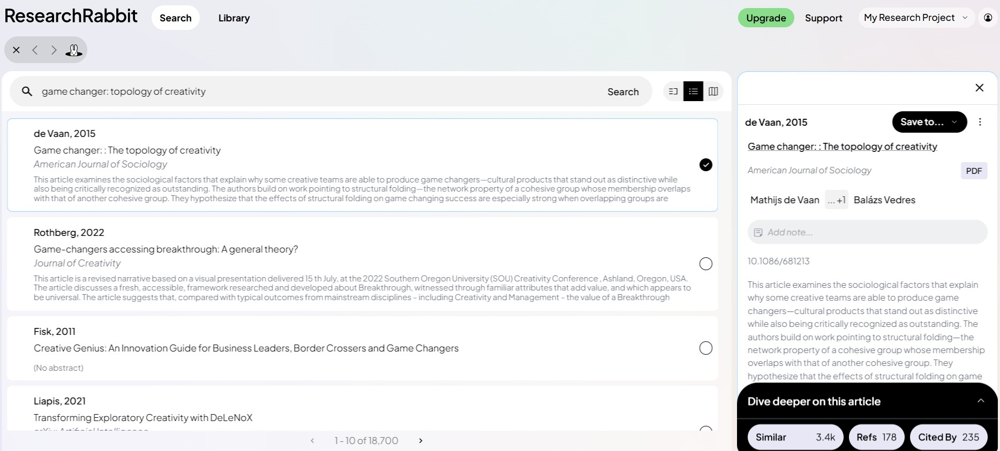 ResearchRabbit
Search
Library
Upgrade
Support
My Research Project
game changer: topology of creativity
Search
de Vaan, 2015
Game changer: : The topology of creativity
American Journal of Sociology
This article examines the sociological factors that explain why some creative teams are able to produce game changers—cultural products that stand out as distinctive while
also being critically recognized as outstanding. The authors build on work pointing to structural folding—the network property of a cohesive group whose membership overlaps
with that of another cohesive group. They hypothesize that the effects of structural folding on game changing success are especially strong when overlapping groups are
Rothberg, 2022
Game-changers accessing breakthrough: A general theory?
Journal of Creativity
This article is a revised narrative based on a visual presentation delivered 15 th July, at the 2022 Southern Oregon University (SOU) Creativity Conference , Ashland, Oregon, USA.
The article discusses a fresh, accessible, framework researched and developed about Breakthrough, witnessed through familiar attributes that add value, and which appears to
be universal. The article suggests that, compared with typical outcomes from mainstream disciplines – including Creativity and Management – the value of a Breakthrough
Fisk, 2011
Creative Genius: An Innovation Guide for Business Leaders, Border Crossers and Game Changers
(No abstract)
Liapis, 2021
Transforming Exploratory Creativity with DeLeNoX
arXiv: Artificial Intelligence
1 - 10 of 18,700
de Vaan, 2015
Save to...
Game changer: : The topology of creativity
American Journal of Sociology
PDF
Mathijs de Vaan ... +1 Balázs Vedres
Add note...
10.1086/681213
This article examines the sociological factors that explain
why some creative teams are able to produce game
changers—cultural products that stand out as distinctive
while also being critically recognized as outstanding. The
authors build on work pointing to structural folding—the
network property of a cohesive group whose membership
overlaps with that of another cohesive group. They
hypothesize that the effects of structural folding on game
Dive deeper on this article
Similar 3.4k
Refs 178
Cited By 235